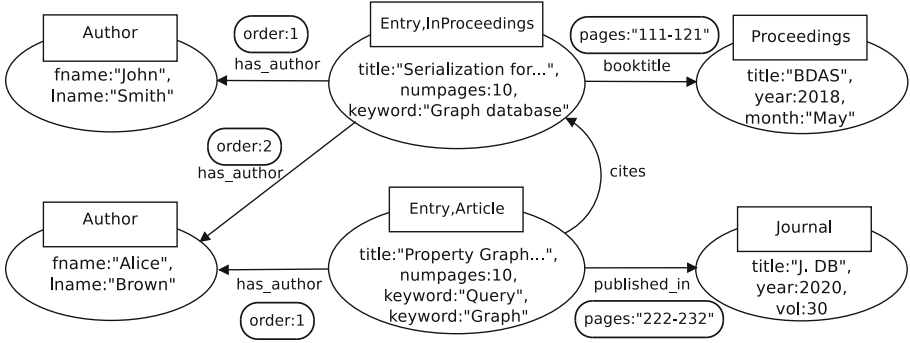 Author
fname:"John",
lname:"Smith"
order:1
has_author
Entry,InProceedings
title:"Serialization for...",
numpages:10,
keyword:"Graph database"
pages:"111-121"
booktitle
Proceedings
title:"BDAS",
year:2018,
month:"May"
order:2
has_author
cites
Author
fname:"Alice",
lname:"Brown"
has_author
order:1
Entry,Article
title:"Property Graph...",
numpages:10,
keyword:"Query",
keyword:"Graph"
published_in
pages:"222-232"
Journal
title:"J. DB",
year:2020,
vol:30